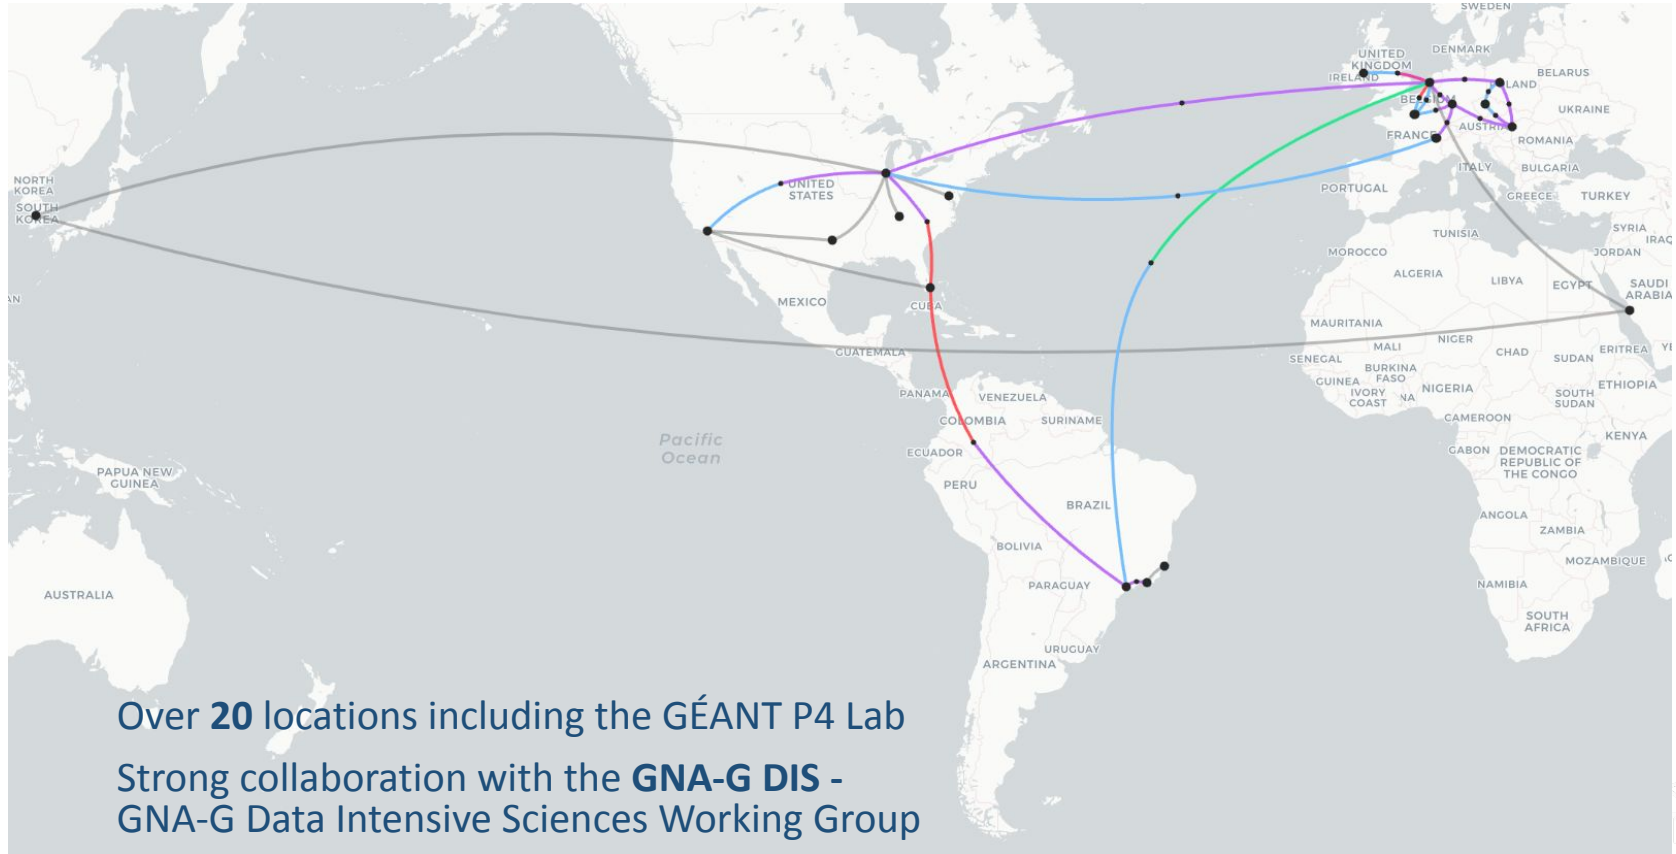 SWEDEN
DENMARK
UNITED
KINGDOM
IRELAND
BELARUS
LAND
UKRAINE
FRANCE
AUSTRIA
ROMANIA
ITALY
BULGARIA
PORTUGAL
GREECE
TURKEY
NORTH
KOREA
SOUTH
KOREA
UNITED
STATES
TUNISIA
SYRIA
IRAQ
MOROCCO
JORDAN
ALGERIA
LIBYA
EGYPT
SAUDI
ARABIA
AN
MEXICO
CUBA
MAURITANIA
MALI
NIGER
CHAD
SUDAN
ERITREA
YE
GUATEMALA
SENEGAL
BURKINA
FASO
GUINEA
IVORY
COAST
NA
NIGERIA
SOUTH
SUDAN
ETHIOPIA
PANAMA
VENEZUELA
COLOMBIA
SURINAME
CAMEROON
Pacific
Ocean
ECUADOR
GABON
DEMOCRATIC
REPUBLIC OF
THE CONGO
KENYA
PAPUA NEW
GUINEA
PERU
BRAZIL
ANGOLA
ZAMBIA
BOLIVIA
MOZAMBIQUE
PARAGUAY
NAMIBIA
AUSTRALIA
SOUTH
AFRICA
URUGUAY
ARGENTINA
Over 20 locations including the GÉANT P4 Lab
Strong collaboration with the GNA-G DIS -
GNA-G Data Intensive Sciences Working Group